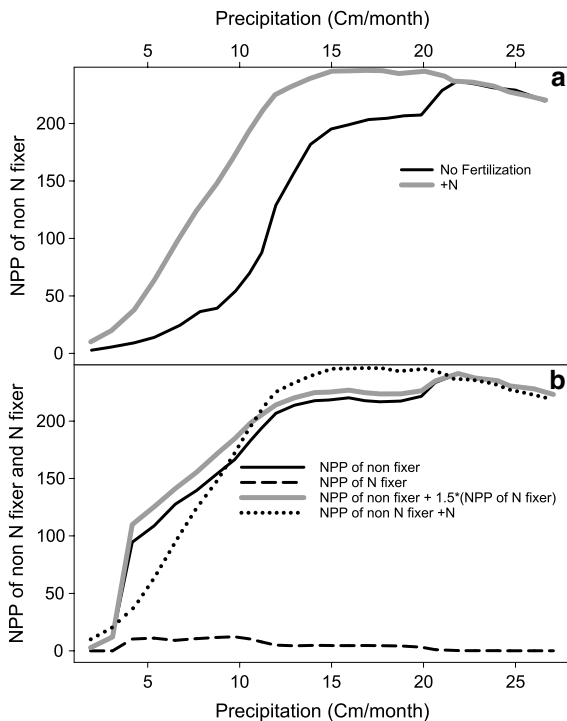 Precipitation (Cm/month)
5 10 15 20 25
a
NPP of non N fixer
200
150
100
50
0
No Fertilization
+N
b
NPP of non N fixer and N fixer
200
150
100
50
0
NPP of non fixer
NPP of N fixer
NPP of non fixer + 1.5*(NPP of N fixer)
NPP of non N fixer +N
5 10 15 20 25
Precipitation (Cm/month)